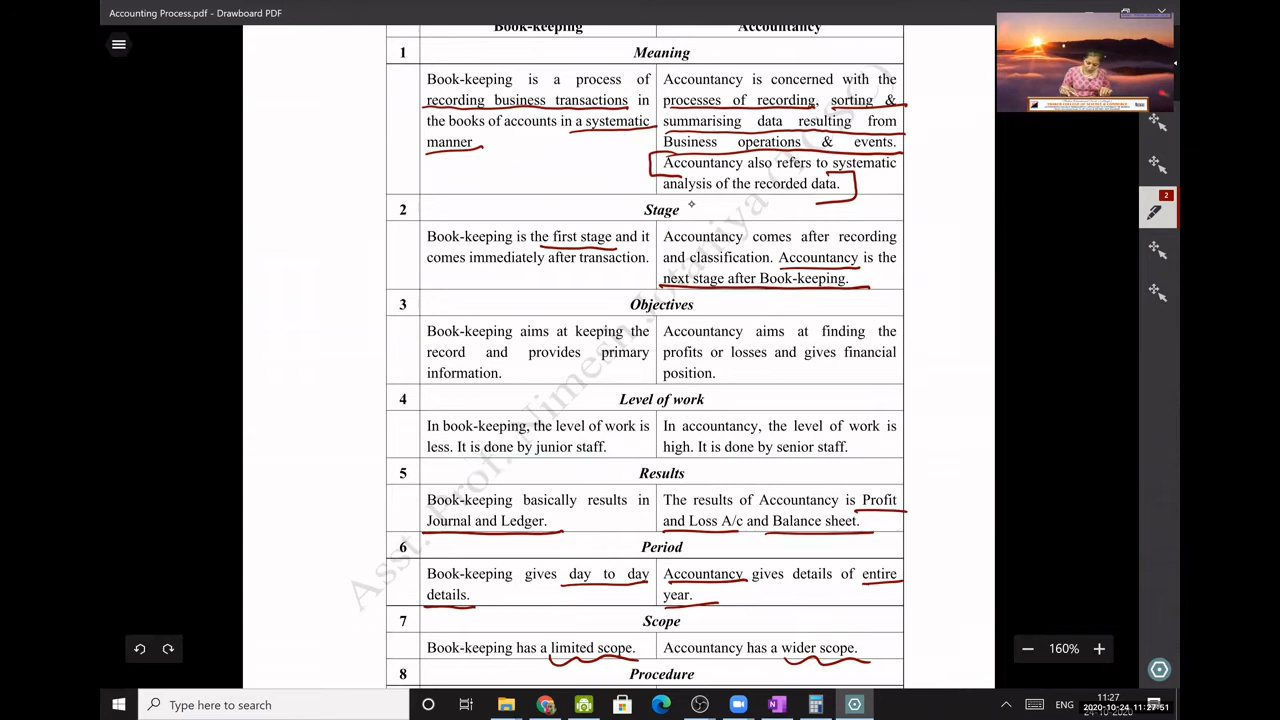 Accounting Process.pdf - Drawboard PDF
Book-keeping Accountancy
1 Meaning
Book-keeping is a process of
recording business transactions in
the books of accounts in a systematic
manner
Accountancy is concerned with the
processes of recording, sorting &
summarising data resulting from
Business operations & events.
Accountancy also refers to systematic
analysis of the recorded data.
2 Stage
Book-keeping is the first stage and it
comes immediately after transaction.
Accountancy comes after recording
and classification. Accountancy is the
next stage after Book-keeping.
3 Objectives
Book-keeping aims at keeping the
record and provides primary
information.
Accountancy aims at finding the
profits or losses and gives financial
position.
4 Level of work
In book-keeping, the level of work is
less. It is done by junior staff.
In accountancy, the level of work is
high. It is done by senior staff.
5 Results
Book-keeping basically results in
Journal and Ledger.
The results of Accountancy is Profit
and Loss A/c and Balance sheet.
6 Period
Book-keeping gives day to day
details.
Accountancy gives details of entire
year.
7 Scope
Book-keeping has a limited scope.
Accountancy has a wider scope.
8 Procedure
2
160%
Type here to search
ENG
11:27
2020-10-24 11:27:51